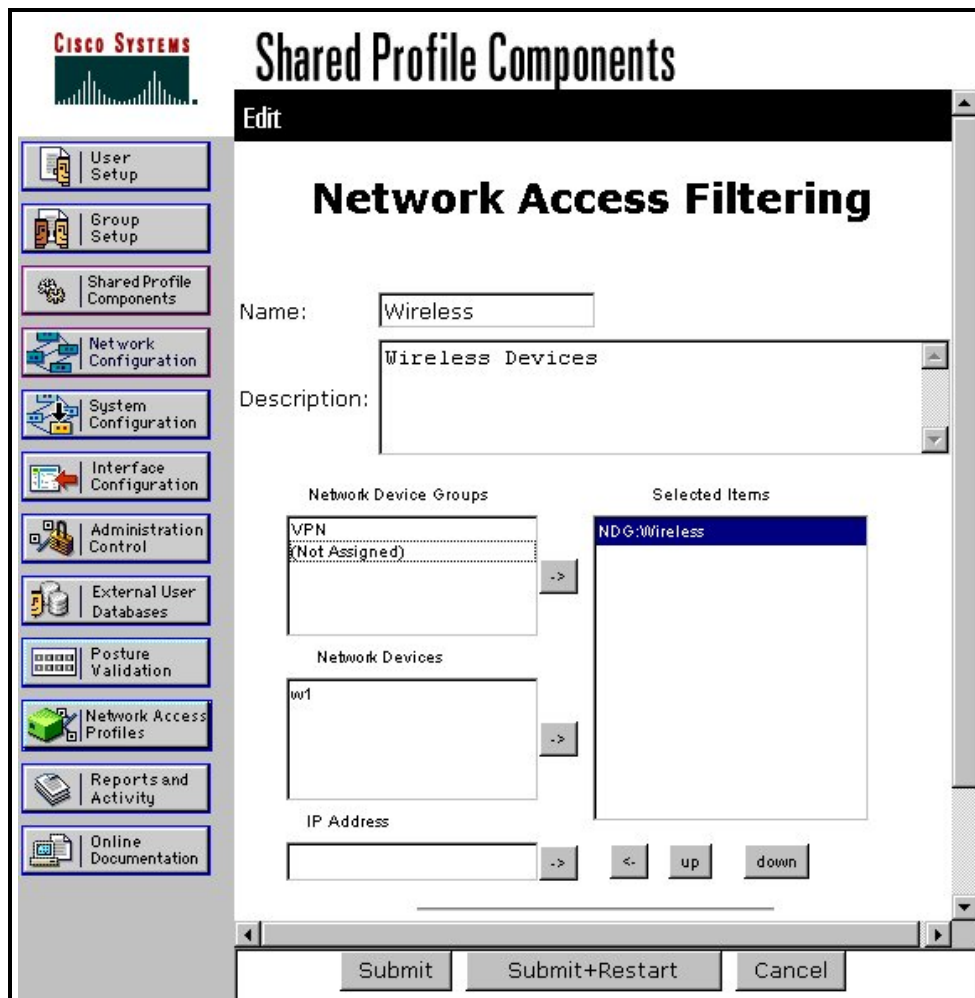 CISCO SYSTEMS
Shared Profile Components
Edit
User
Setup
Group
Setup
Shared Profile
Components
Network
Configuration
System
Configuration
Interface
Configuration
Administration
Control
External User
Databases
Posture
Validation
Network Access
Profiles
Reports and
Activity
Online
Documentation
Network Access Filtering
Name:
Wireless
Description:
Wireless Devices
Network Device Groups
Selected Items
VPN
(Not Assigned)
->
NDG:Wireless
Network Devices
w1
->
IP Address
->
<-
up
down
Submit
Submit+Restart
Cancel